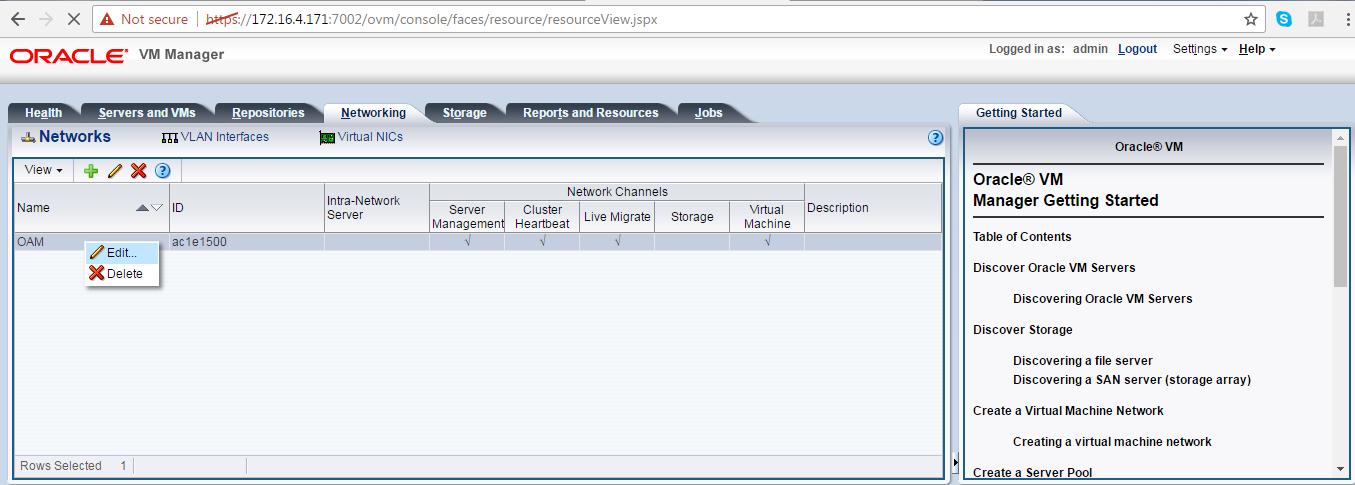 Not secure https://172.16.4.171:7002/ovm/console/faces/resource/resourceView.jspx
ORACLE® VM Manager
Logged in as: admin Logout Settings Help
Health Servers and VMs Repositories Networking Storage Reports and Resources Jobs
Getting Started
Networks VLAN Interfaces Virtual NICs ?
View ?
Name ID Intra-Network Server Network Channels Description
Server Management Cluster Heartbeat Live Migrate Storage Virtual Machine
OAM ac1e1500 √ √ √ √
Edit...
Delete
Rows Selected 1
Oracle® VM
Oracle® VM
Manager Getting Started
Table of Contents
Discover Oracle VM Servers
Discovering Oracle VM Servers
Discover Storage
Discovering a file server
Discovering a SAN server (storage array)
Create a Virtual Machine Network
Creating a virtual machine network
Create a Server Pool